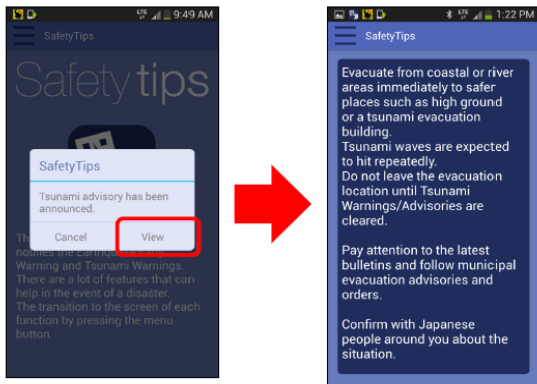 LTE 9:49 AM
SafetyTips
Safety tips
SafetyTips
Tsunami advisory has been
announced.
Cancel View
Th
notifies the Earthquake Early
Warning and Tsunami Warnings.
There are a lot of features that can
help in the event of a disaster.
The transition to the screen of each
function by pressing the menu
button.
LTE 1:22 PM
SafetyTips
Evacuate from coastal or river
areas immediately to safer
places such as high ground
or a tsunami evacuation
building.
Tsunami waves are expected
to hit repeatedly.
Do not leave the evacuation
location until Tsunami
Warnings/Advisories are
cleared.
Pay attention to the latest
bulletins and follow municipal
evacuation advisories and
orders.
Confirm with Japanese
people around you about the
situation.